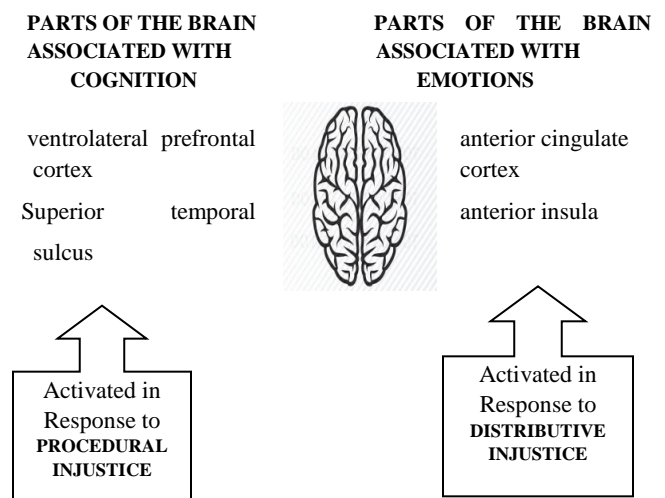 PARTS OF THE BRAIN
ASSOCIATED WITH
COGNITION
ventrolateral prefrontal
cortex
Superior temporal
sulcus
PARTS OF THE BRAIN
ASSOCIATED WITH
EMOTIONS
anterior cingulate
cortex
anterior insula
Activated in
Response to
PROCEDURAL
INJUSTICE
Activated in
Response to
DISTRIBUTIVE
INJUSTICE